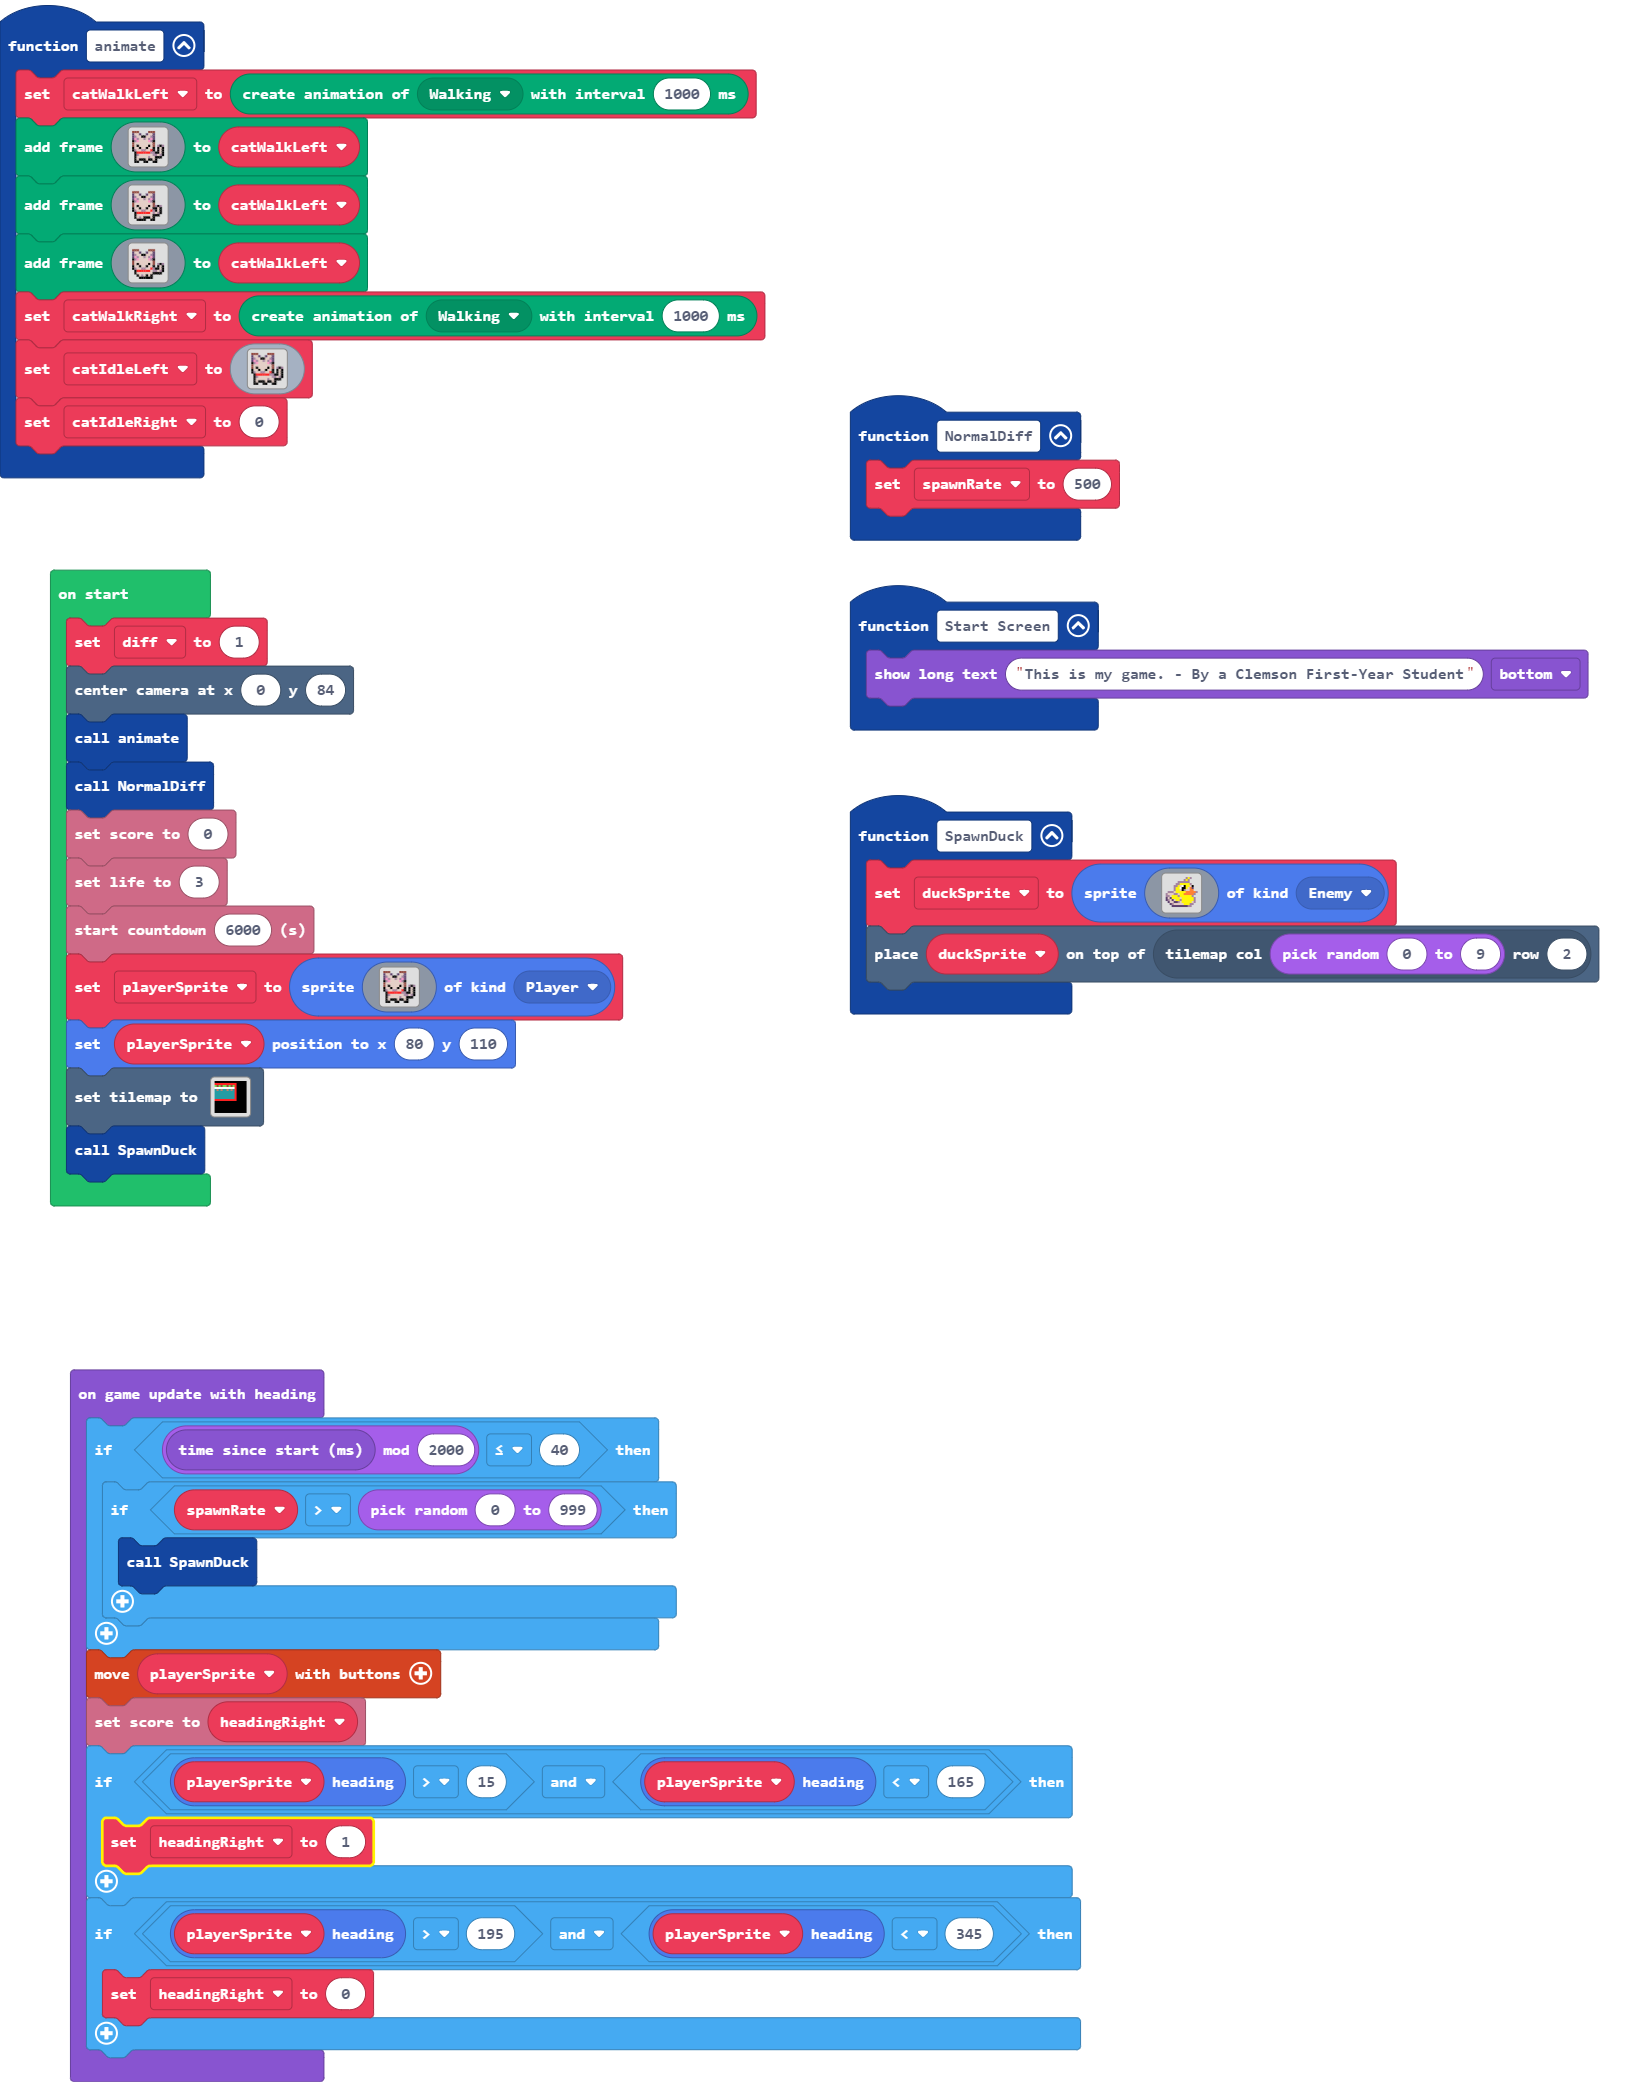 function animate
set catWalkLeft to create animation of Walking with interval 1000 ms
add frame to catWalkLeft
add frame to catWalkLeft
add frame to catWalkLeft
set catWalkRight to create animation of Walking with interval 1000 ms
set catIdleLeft to
set catIdleRight to 0
function NormalDiff
set spawnRate to 500
on start
set diff to 1
center camera at x 0 y 84
call animate
call NormalDiff
set score to 0
set life to 3
start countdown 6000 (s)
set playerSprite to sprite of kind Player
set playerSprite position to x 80 y 110
set tilemap to
call SpawnDuck
function Start Screen
show long text "This is my game. - By a Clemson First-Year Student" bottom
function SpawnDuck
set duckSprite to sprite of kind Enemy
place duckSprite on top of tilemap col pick random 0 to 9 row 2
on game update with heading
if time since start (ms) mod 2000 ≤ 40 then
if spawnRate > pick random 0 to 999 then
call SpawnDuck
move playerSprite with buttons
set score to headingRight
if playerSprite heading > 15 and playerSprite heading < 165 then
set headingRight to 1
if playerSprite heading > 195 and playerSprite heading < 345 then
set headingRight to 0